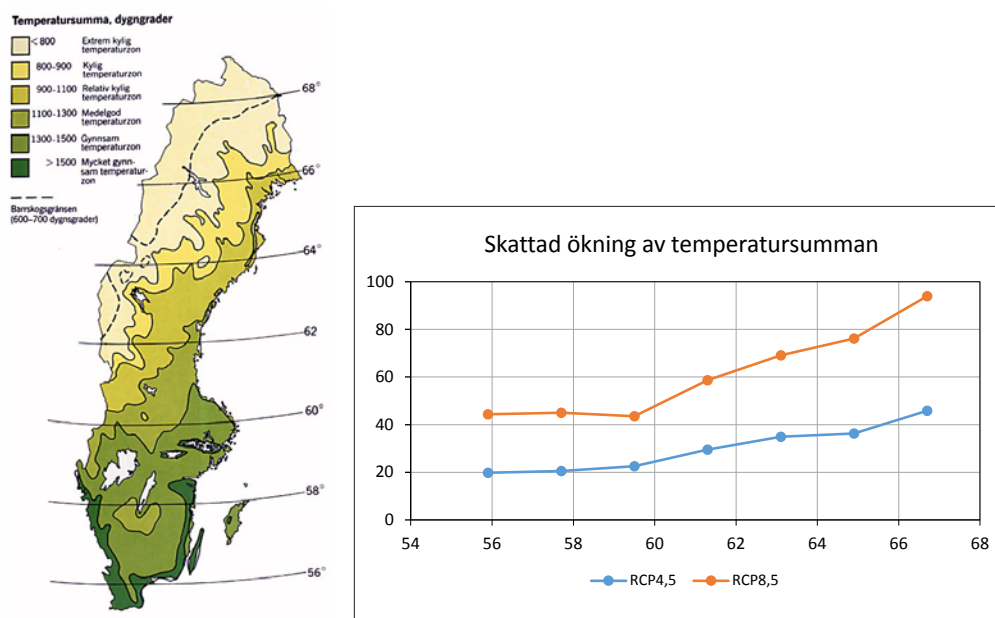 Temperatursumma, dygngrader
<800 Extrem kylig
temperaturzon
800–900 Kylig
temperaturzon
900–1100 Relativ kylig
temperaturzon
1100–1300 Medelgod
temperaturzon
1300–1500 Gynnsam
temperaturzon
>1500 Mycket gynn-
sam temperatur-
zon
Barrskogsgränsen
(600–700 dygnsgrader)
68°
66°
64°
62°
60°
58°
56°
Skattad ökning av temperatursumman
100
80
60
40
20
0
54 56 58 60 62 64 66 68
RCP4,5 RCP8,5